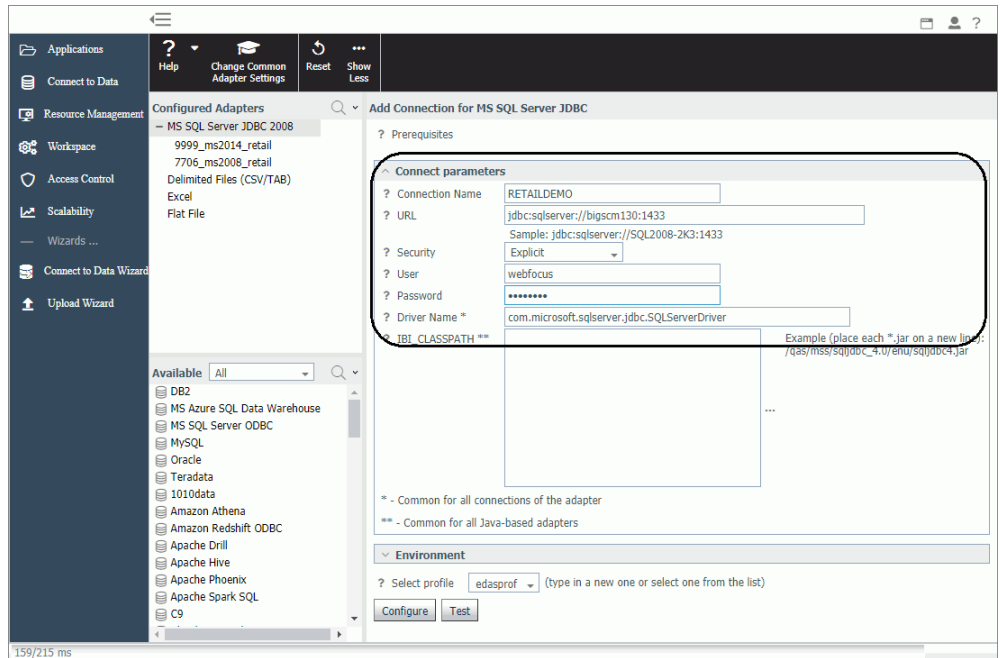 ?
Applications
Connect to Data
Resource Management
Workspace
Access Control
Scalability
Wizards ...
Connect to Data Wizard
Upload Wizard
? Help
Change Common Adapter Settings
Reset
Show Less
Configured Adapters
MS SQL Server JDBC 2008
9999_ms2014_retail
7706_ms2008_retail
Delimited Files (CSV/TAB)
Excel
Flat File
Available All
DB2
MS Azure SQL Data Warehouse
MS SQL Server ODBC
MySQL
Oracle
Teradata
1010data
Amazon Athena
Amazon Redshift ODBC
Apache Drill
Apache Hive
Apache Phoenix
Apache Spark SQL
C9
Add Connection for MS SQL Server JDBC
? Prerequisites
Connect parameters
? Connection Name RETAILDEMO
? URL jdbc:sqlserver://bigscm130:1433
Sample: jdbc:sqlserver://SQL2008-2K3:1433
? Security Explicit
? User webfocus
? Password ••••••••
? Driver Name * com.microsoft.sqlserver.jdbc.SQLServerDriver
? IBI_CLASSPATH ** Example (place each *.jar on a new line):
/qas/mss/sqljdbc_4.0/enu/sqljdbc4.jar
...
* - Common for all connections of the adapter
** - Common for all Java-based adapters
Environment
? Select profile edasprof (type in a new one or select one from the list)
Configure Test
159/215 ms